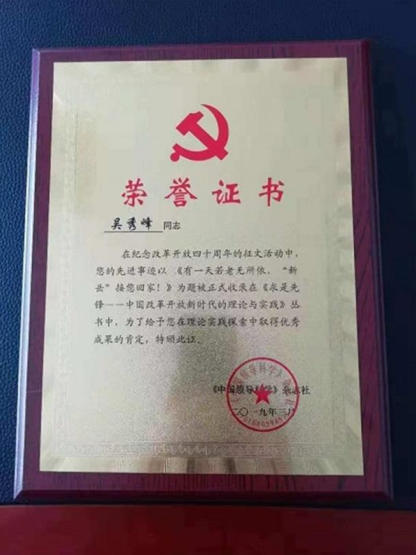 荣誉证书
吴秀峰 同志
在纪念改革开放四十周年的征文活动中,
您的先进事迹以《有一天若老无所依，“新
岳”接您回家！》为题被正式收录在《求是先
锋——中国改革开放新时代的理论与实践》丛
书中，为了给予您在理论实践探索中取得优秀
成果的肯定，特颁此证。
《中国领导科学》杂志社
二〇一九年三月